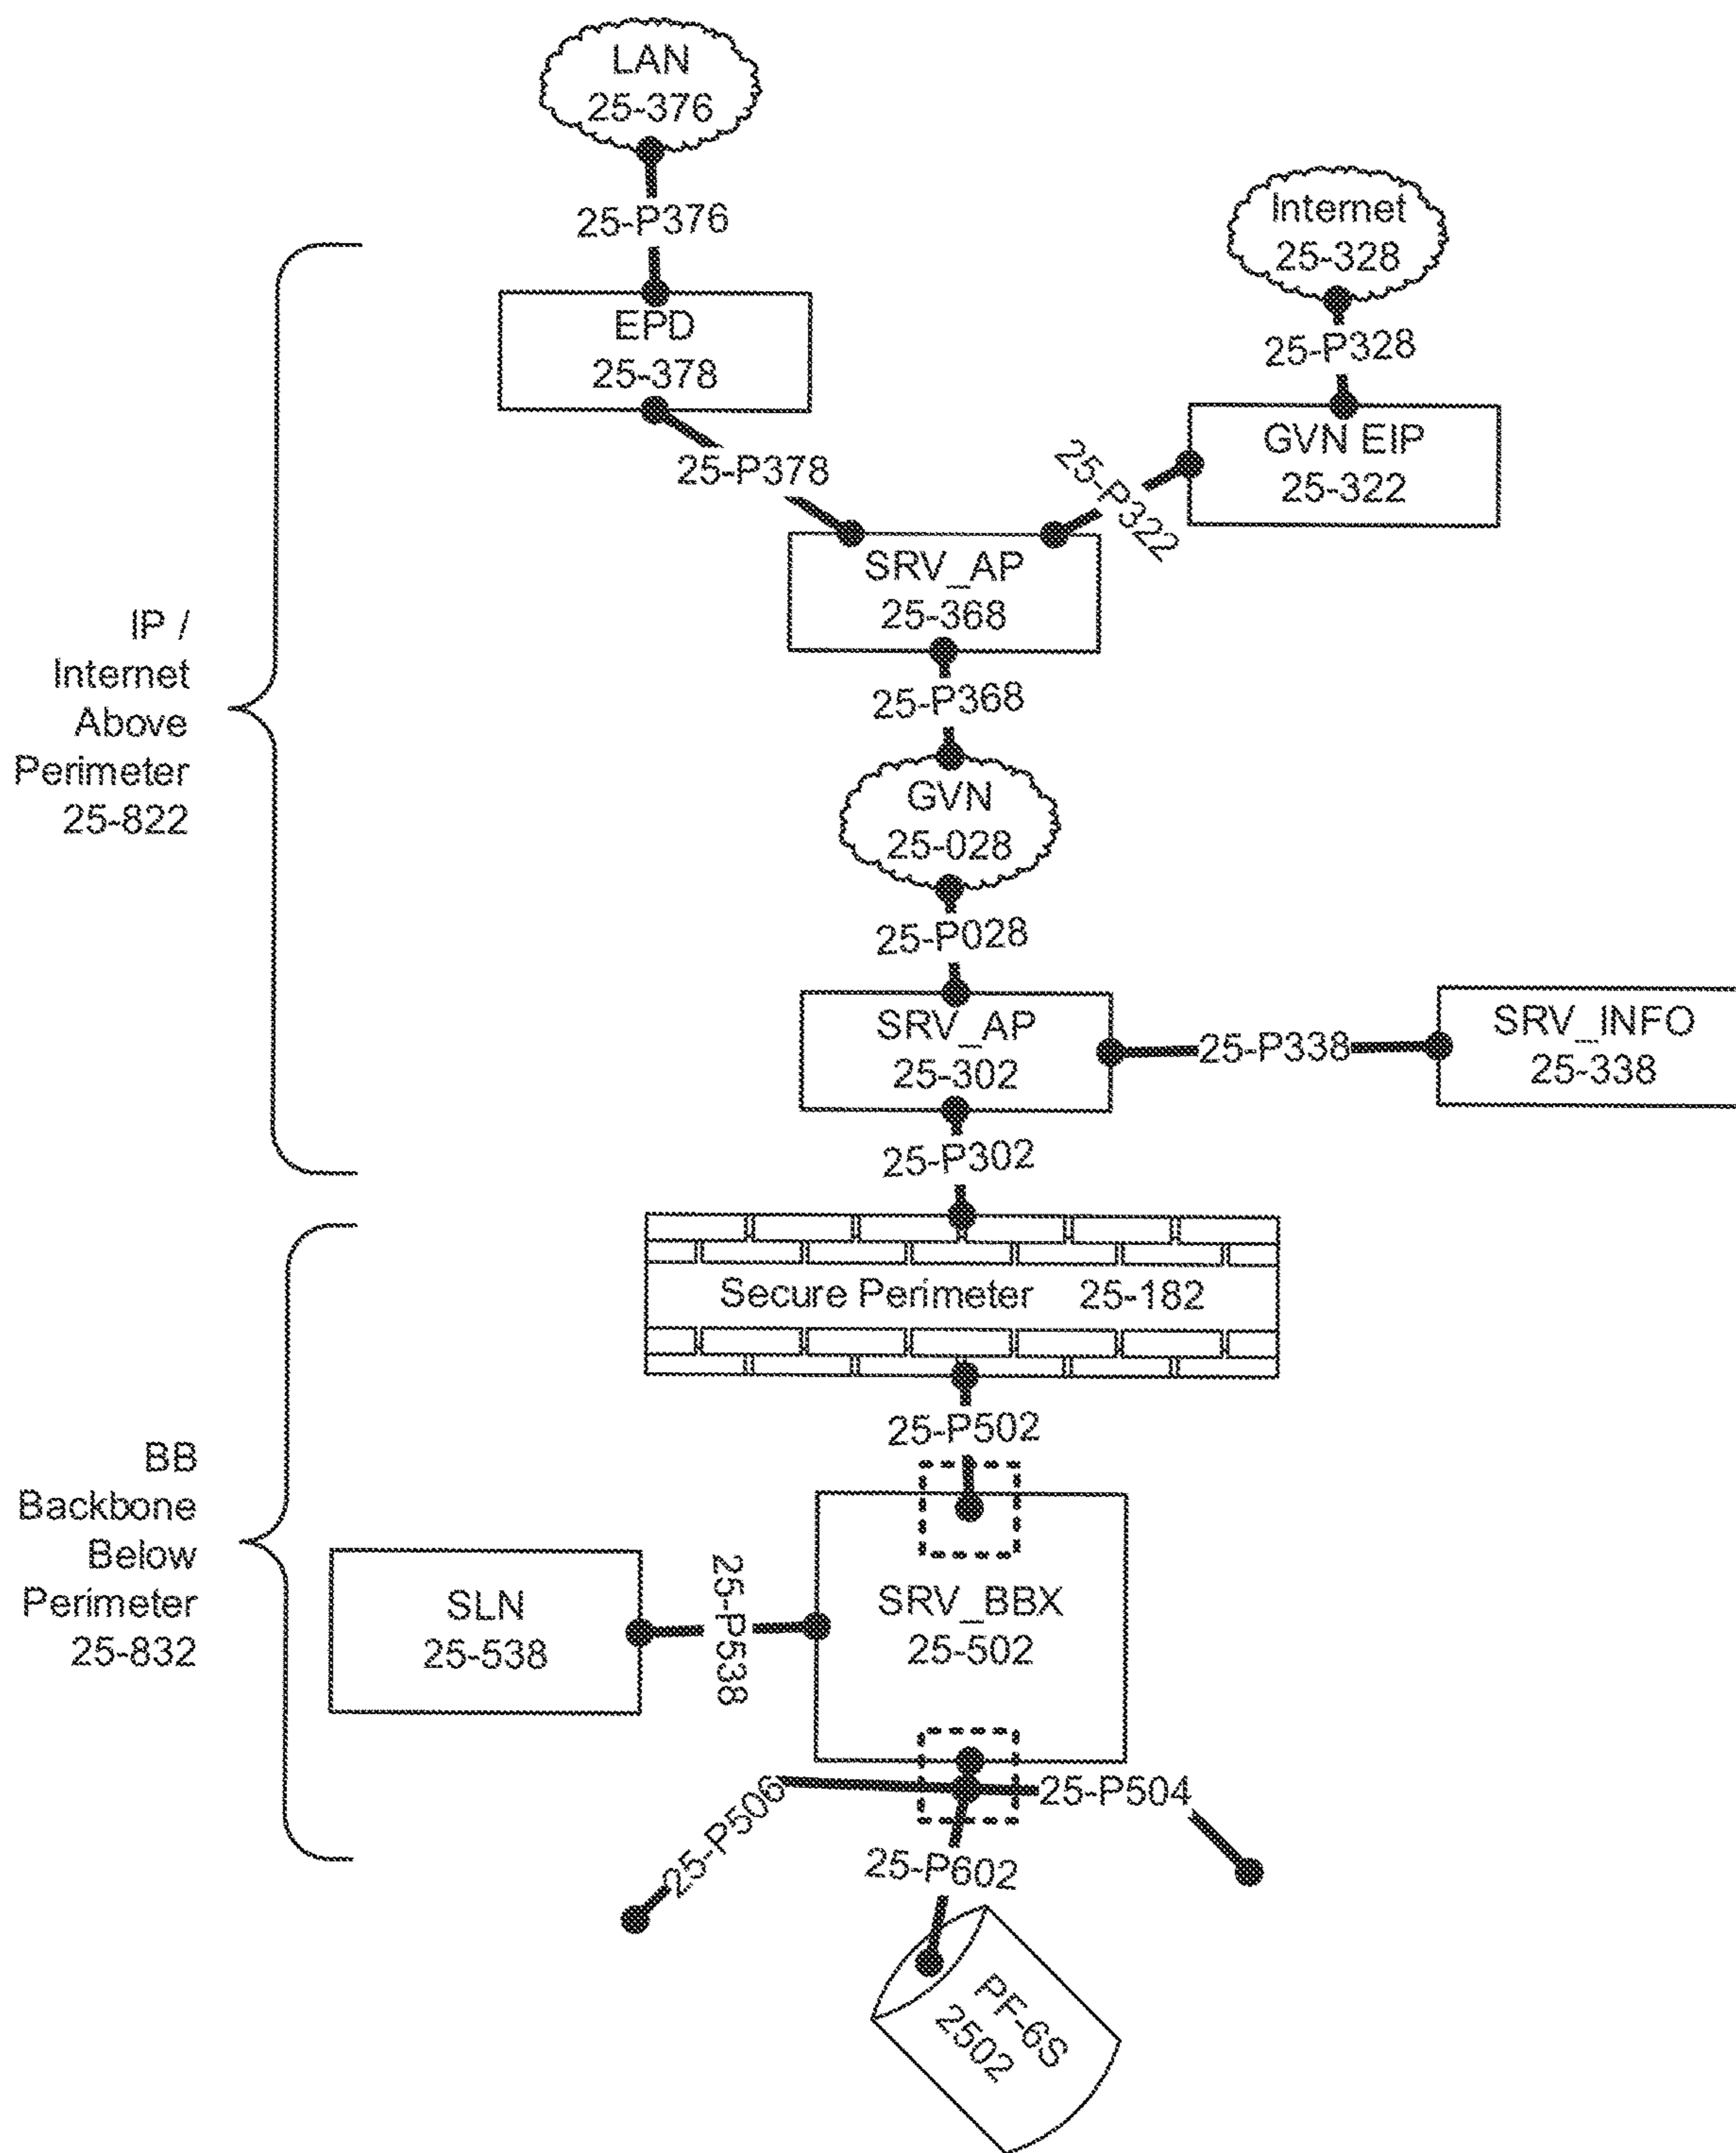 LAN
25-376
25-P376
Internet
25-328
EPD
25-378
25-P328
GVN EIP
25-322
25-P378
25-P322
SRV_AP
25-368
IP /
Internet
Above
Perimeter
25-822
25-P368
GVN
25-028
25-P028
SRV_AP
25-302
25-P338
SRV_INFO
25-338
25-P302
Secure Perimeter 25-182
25-P502
BB
Backbone
Below
Perimeter
25-832
SLN
25-538
25-P538
SRV_BBX
25-502
25-P506
25-P504
25-P602
PF-6S
2502